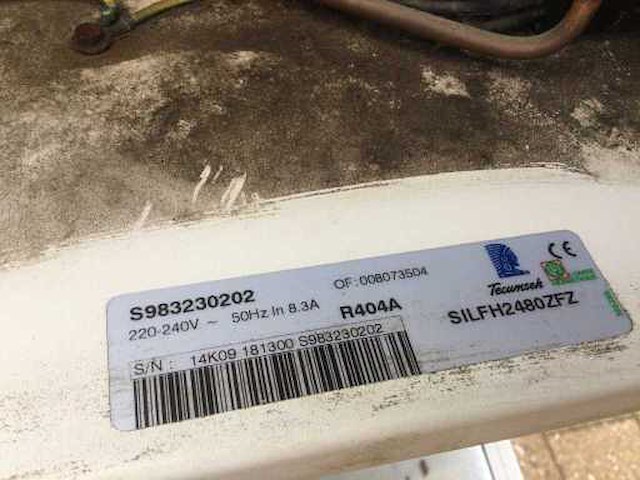 S983230202 OF: 008073504
220-240V ~ 50Hz In 8.3A R404A
S/N : 14K09 181300 S983230202
Tecumseh CE
SILFH2480ZFZ